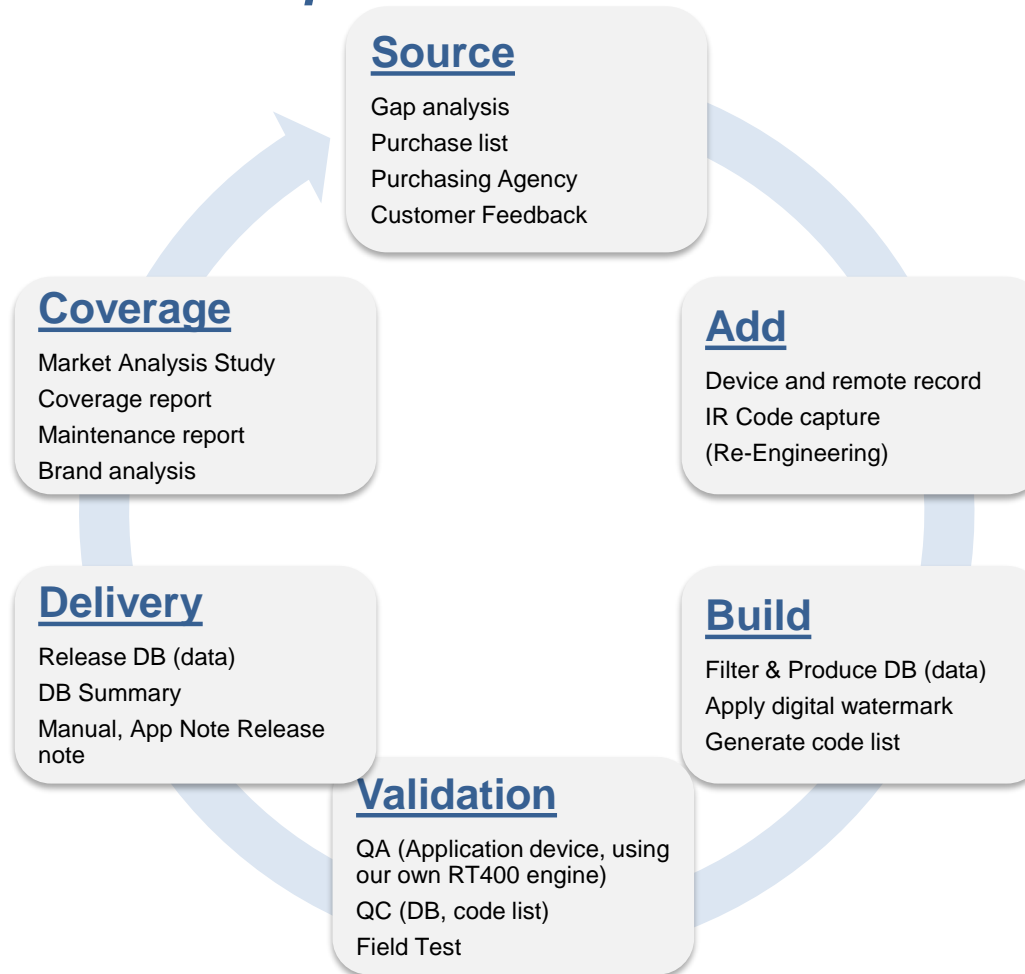 Source
Gap analysis
Purchase list
Purchasing Agency
Customer Feedback
Add
Device and remote record
IR Code capture
(Re-Engineering)
Build
Filter & Produce DB (data)
Apply digital watermark
Generate code list
Validation
QA (Application device, using
our own RT400 engine)
QC (DB, code list)
Field Test
Delivery
Release DB (data)
DB Summary
Manual, App Note Release
note
Coverage
Market Analysis Study
Coverage report
Maintenance report
Brand analysis